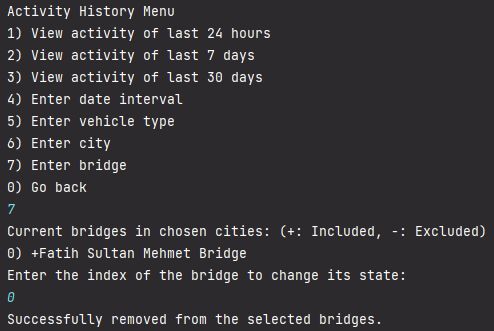 Activity History Menu
1) View activity of last 24 hours
2) View activity of last 7 days
3) View activity of last 30 days
4) Enter date interval
5) Enter vehicle type
6) Enter city
7) Enter bridge
0) Go back
7
Current bridges in chosen cities: (+: Included, -: Excluded)
0) +Fatih Sultan Mehmet Bridge
Enter the index of the bridge to change its state:
0
Successfully removed from the selected bridges.